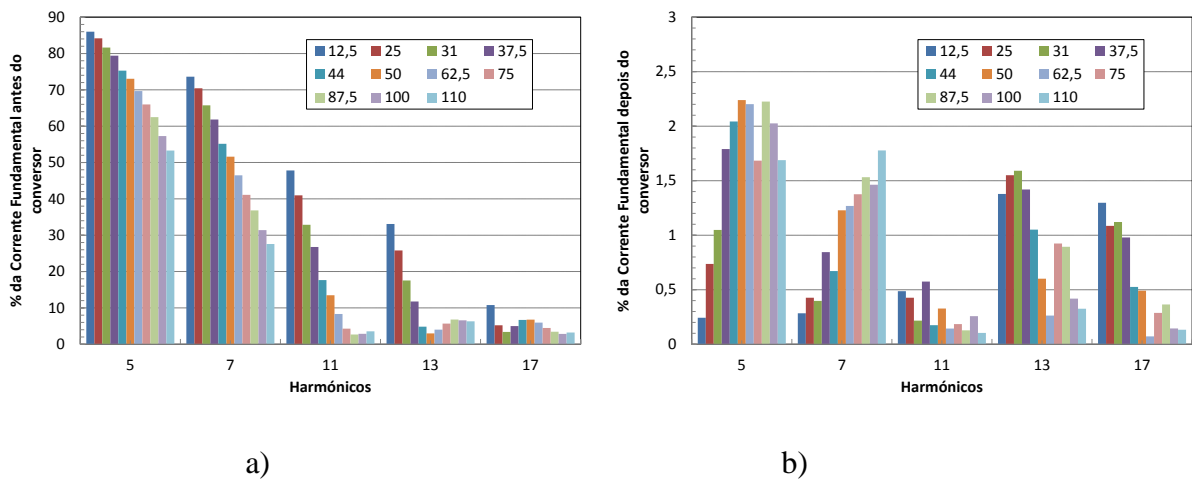 % da Corrente Fundamental antes do
conversor
90
80
70
60
50
40
30
20
10
0
12,5 25 31 37,5
44 50 62,5 75
87,5 100 110
5 7 11 13 17
Harmónicos
a)
% da Corrente Fundamental depois do
conversor
3
2,5
2
1,5
1
0,5
0
12,5 25 31 37,5
44 50 62,5 75
87,5 100 110
5 7 11 13 17
Harmónicos
b)